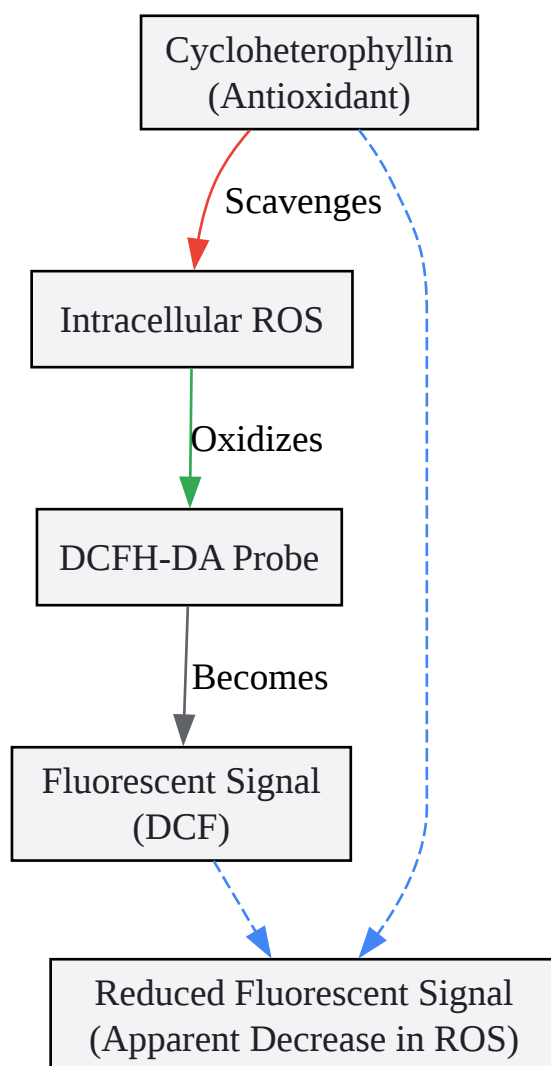 Cycloheterophyllin
(Antioxidant)
Scavenges
Intracellular ROS
Oxidizes
DCFH-DA Probe
Becomes
Fluorescent Signal
(DCF)
Reduced Fluorescent Signal
(Apparent Decrease in ROS)